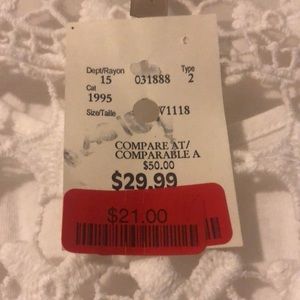 Dept/Rayon Type
15 031888 2
Cat
1995
Size/Taille V1118
COMPARE AT/
COMPARABLE A
$50.00
$29.99
$21.00